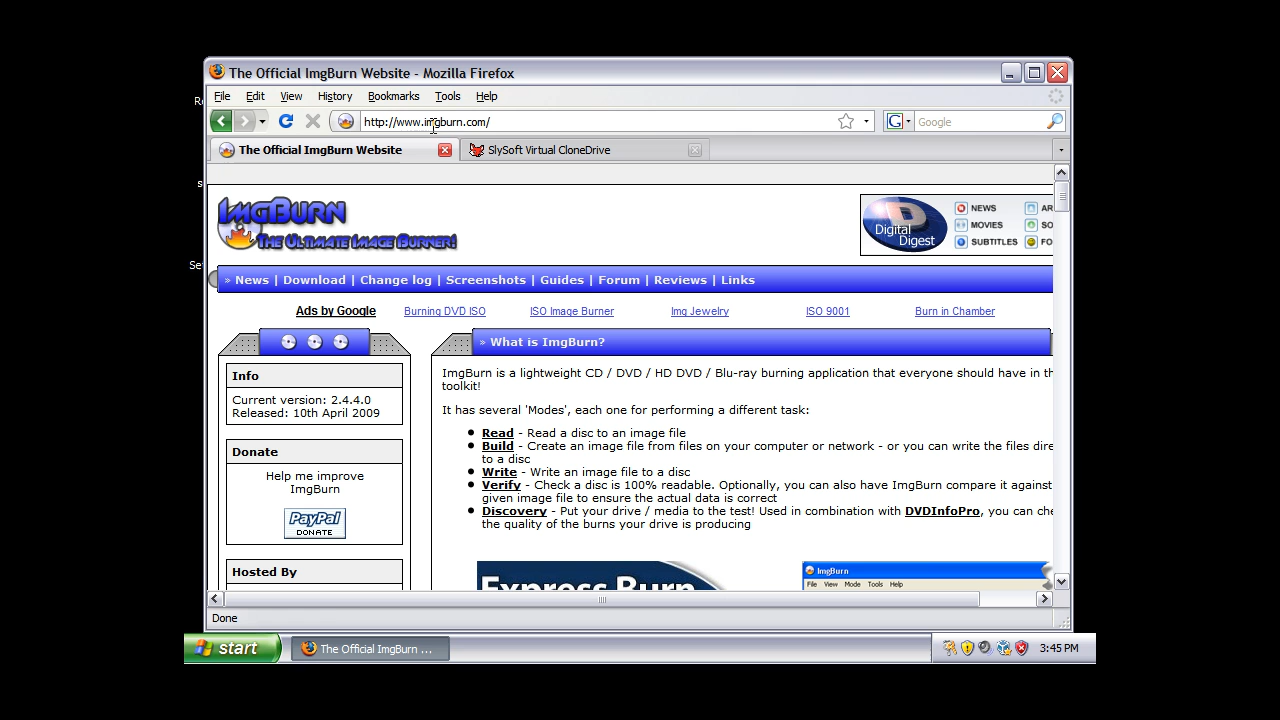 The Official ImgBurn Website - Mozilla Firefox
File Edit View History Bookmarks Tools Help
http://www.imgburn.com/
Google
The Official ImgBurn Website
SlySoft Virtual CloneDrive
ImgBurn
The Ultimate Image Burner!
Digital Digest
NEWS
MOVIES
SUBTITLES
AR
SO
FO
» News | Download | Change log | Screenshots | Guides | Forum | Reviews | Links
Ads by Google Burning DVD ISO ISO Image Burner Img Jewelry ISO 9001 Burn in Chamber
Info
Current version: 2.4.4.0
Released: 10th April 2009
Donate
Help me improve
ImgBurn
PayPal
DONATE
Hosted By
» What is ImgBurn?
ImgBurn is a lightweight CD / DVD / HD DVD / Blu-ray burning application that everyone should have in th
toolkit!
It has several 'Modes', each one for performing a different task:
Read - Read a disc to an image file
Build - Create an image file from files on your computer or network - or you can write the files dire
to a disc
Write - Write an image file to a disc
Verify - Check a disc is 100% readable. Optionally, you can also have ImgBurn compare it against
given image file to ensure the actual data is correct
Discovery - Put your drive / media to the test! Used in combination with DVDInfoPro, you can che
the quality of the burns your drive is producing
Express Burn
ImgBurn
File View Mode Tools Help
Done
start
The Official ImgBurn ...
3:45 PM